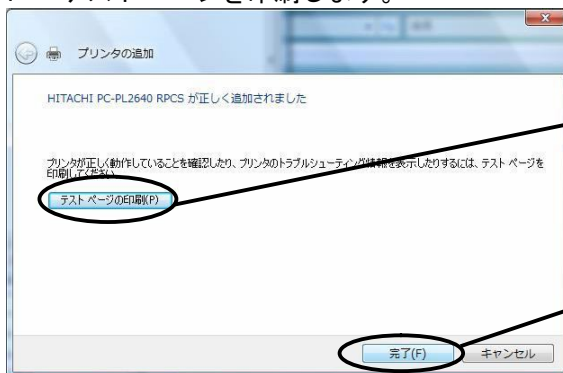 プリンタの追加
HITACHI PC-PL2640 RPCS が正しく追加されました
プリンタが正しく動作していることを確認したり、プリンタのトラブルシューティング情報を表示したりするには、テスト ページを
印刷してください。
テスト ページの印刷(P)
完了(F)
キャンセル